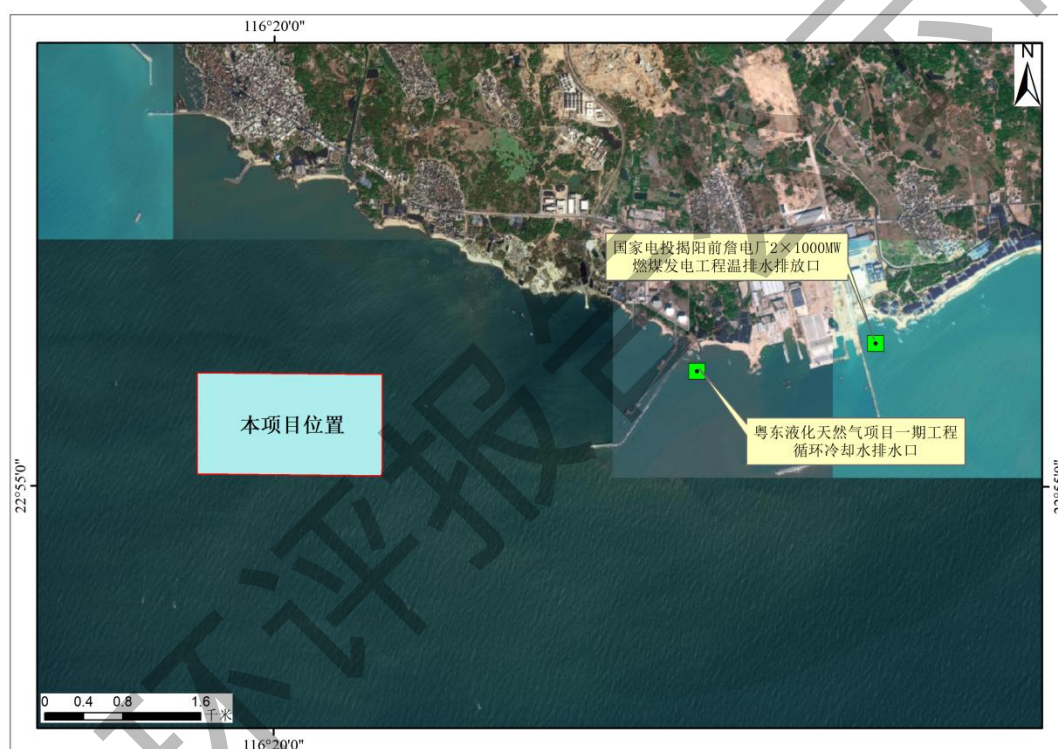 116°20'0"
N
国家电投揭阳前詹电厂2×1000MW
燃煤发电工程温排水排放口
本项目位置
粤东液化天然气项目一期工程
循环冷却水排水口
22°55'0"
22°55'0"
0 0.4 0.8 1.6
千米
116°20'0"
环评报告